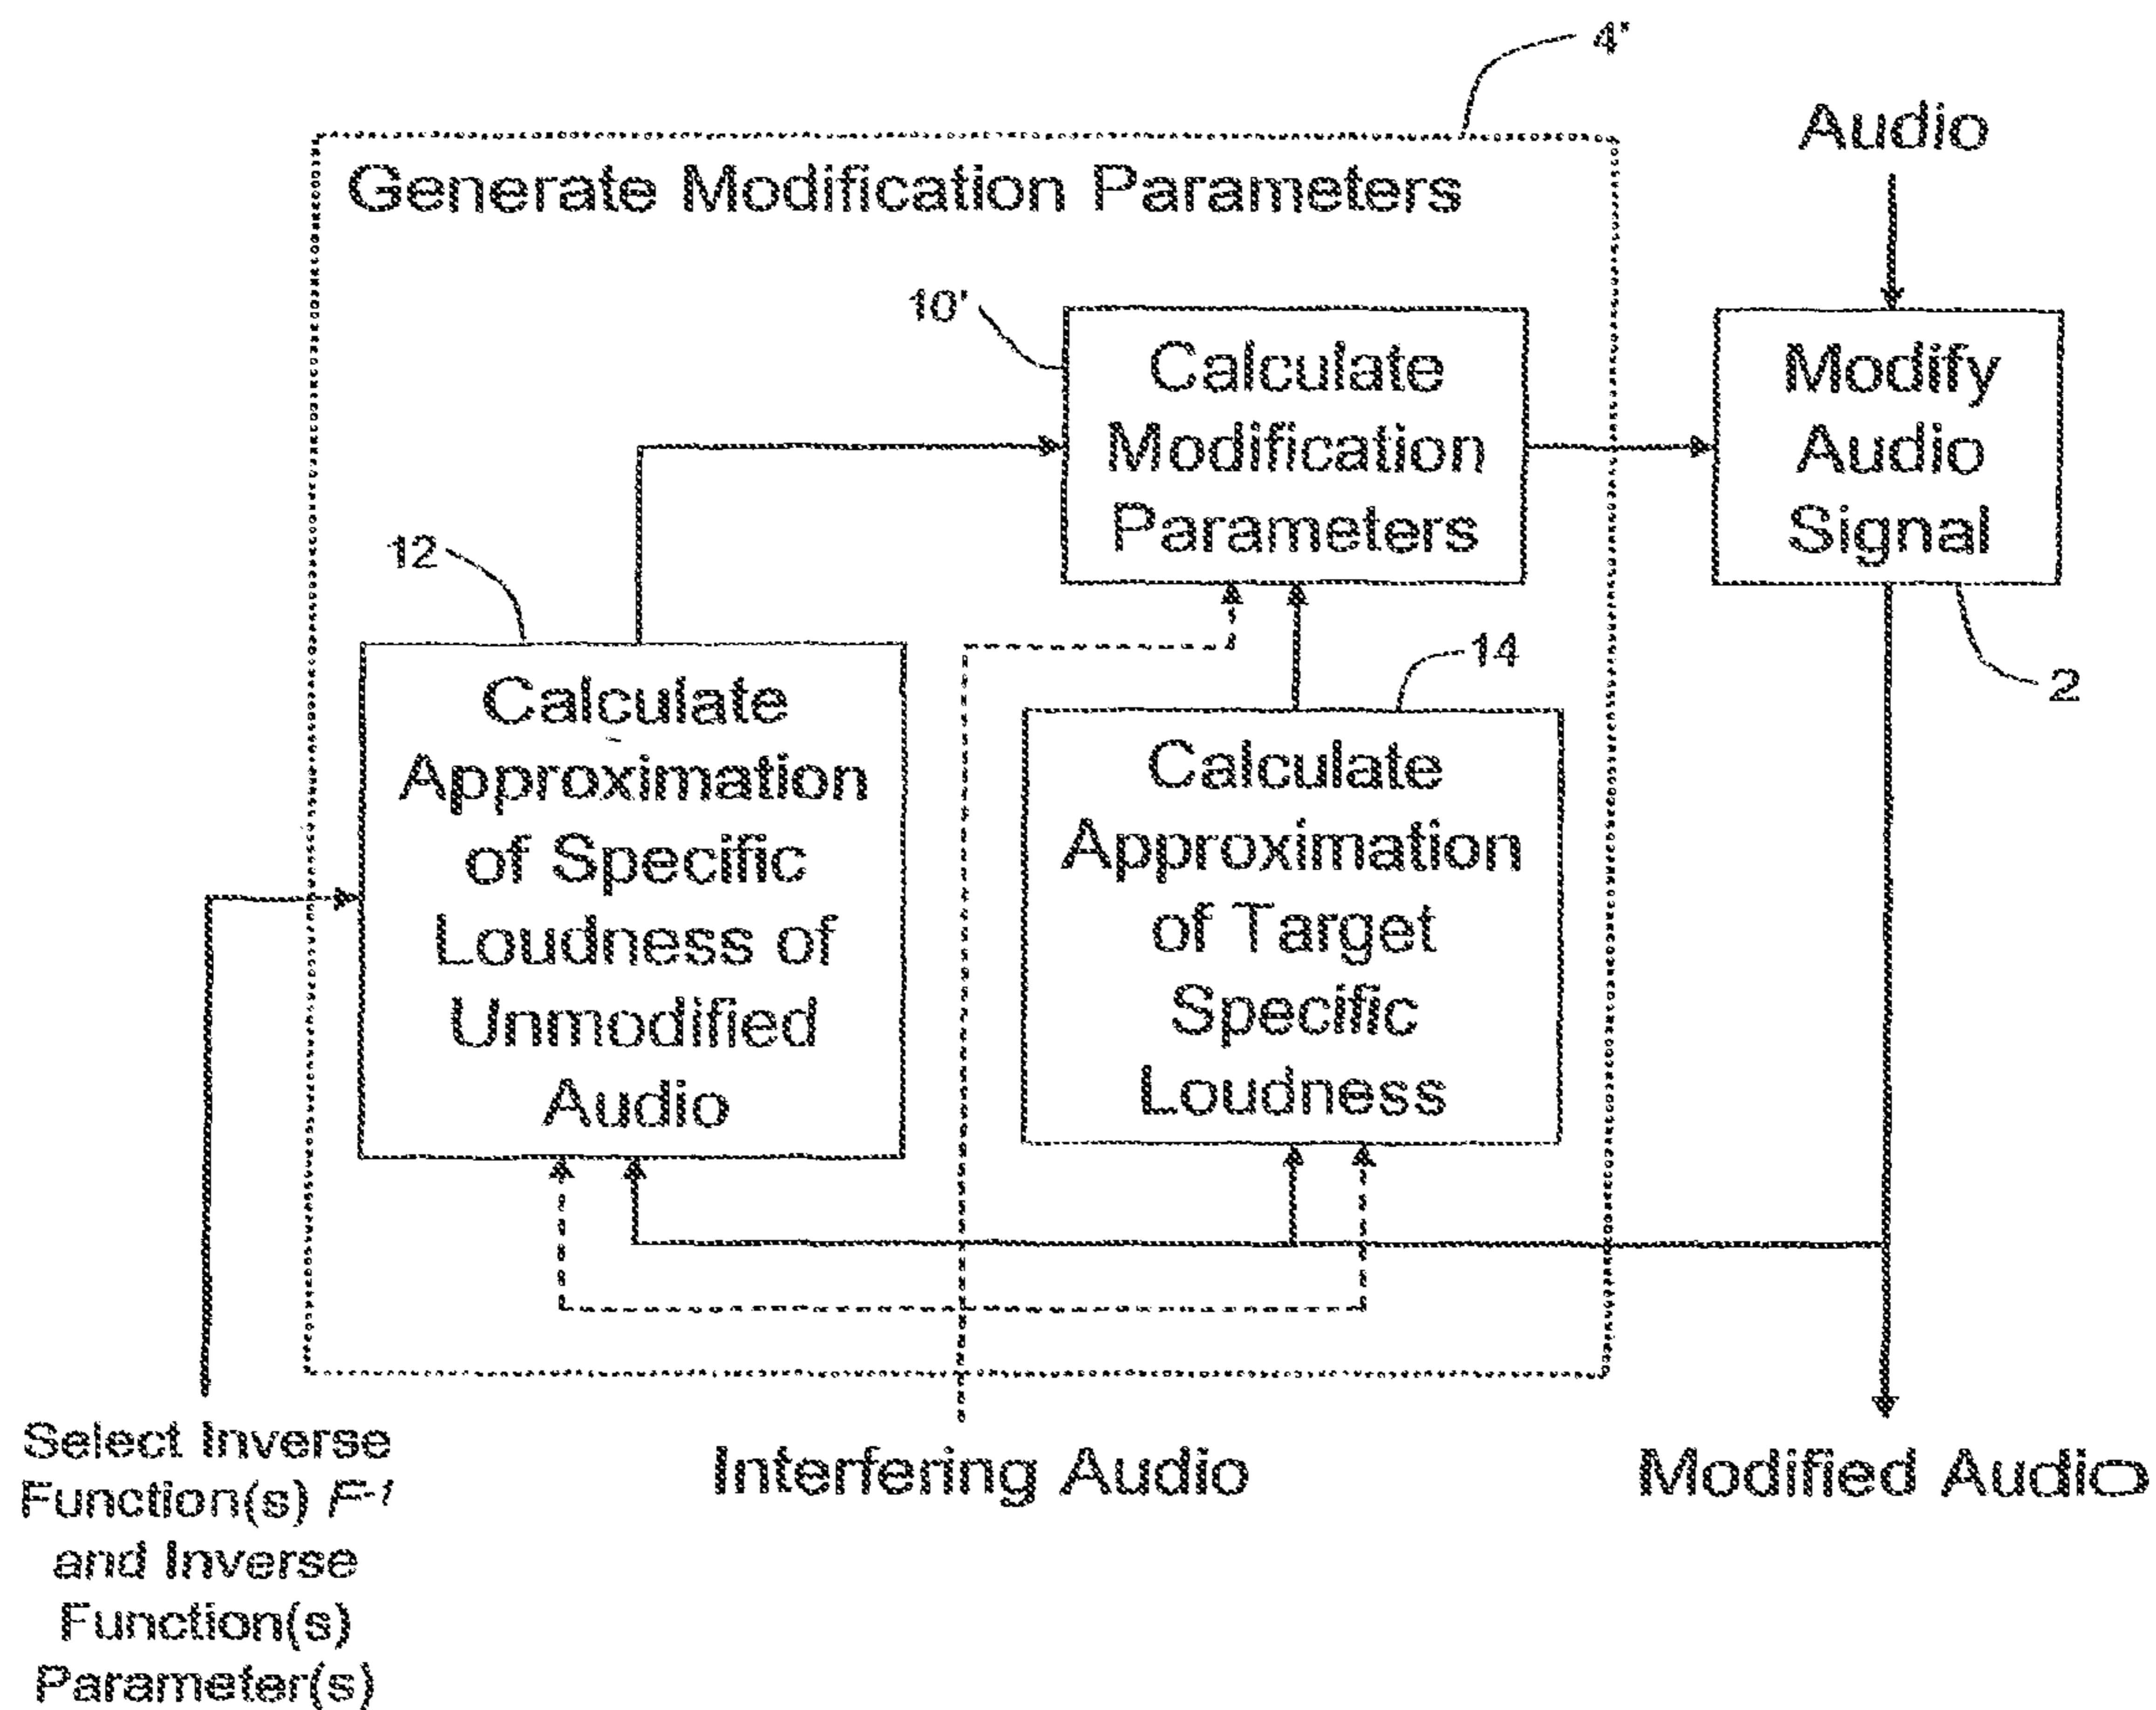 4'
Audio
Generate Modification Parameters
10'
Calculate
Modification
Parameters
Modify
Audio
Signal
12
14
2
Calculate
Approximation
of Specific
Loudness of
Unmodified
Audio
Calculate
Approximation
of Target
Specific
Loudness
Select Inverse
Function(s) F-1
and Inverse
Function(s)
Parameter(s)
Interfering Audio
Modified Audio